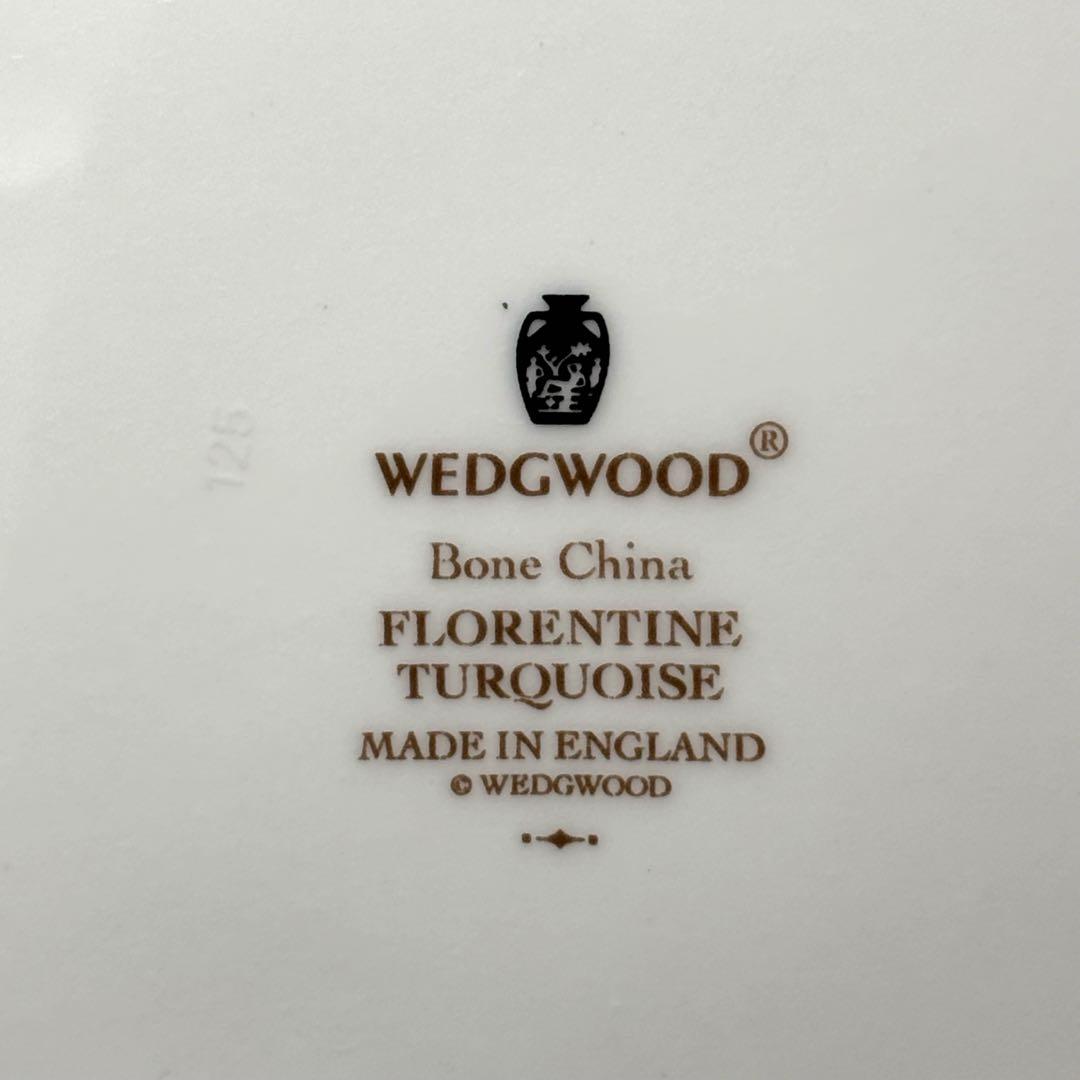 125
WEDGWOOD®
Bone China
FLORENTINE
TURQUOISE
MADE IN ENGLAND
© WEDGWOOD